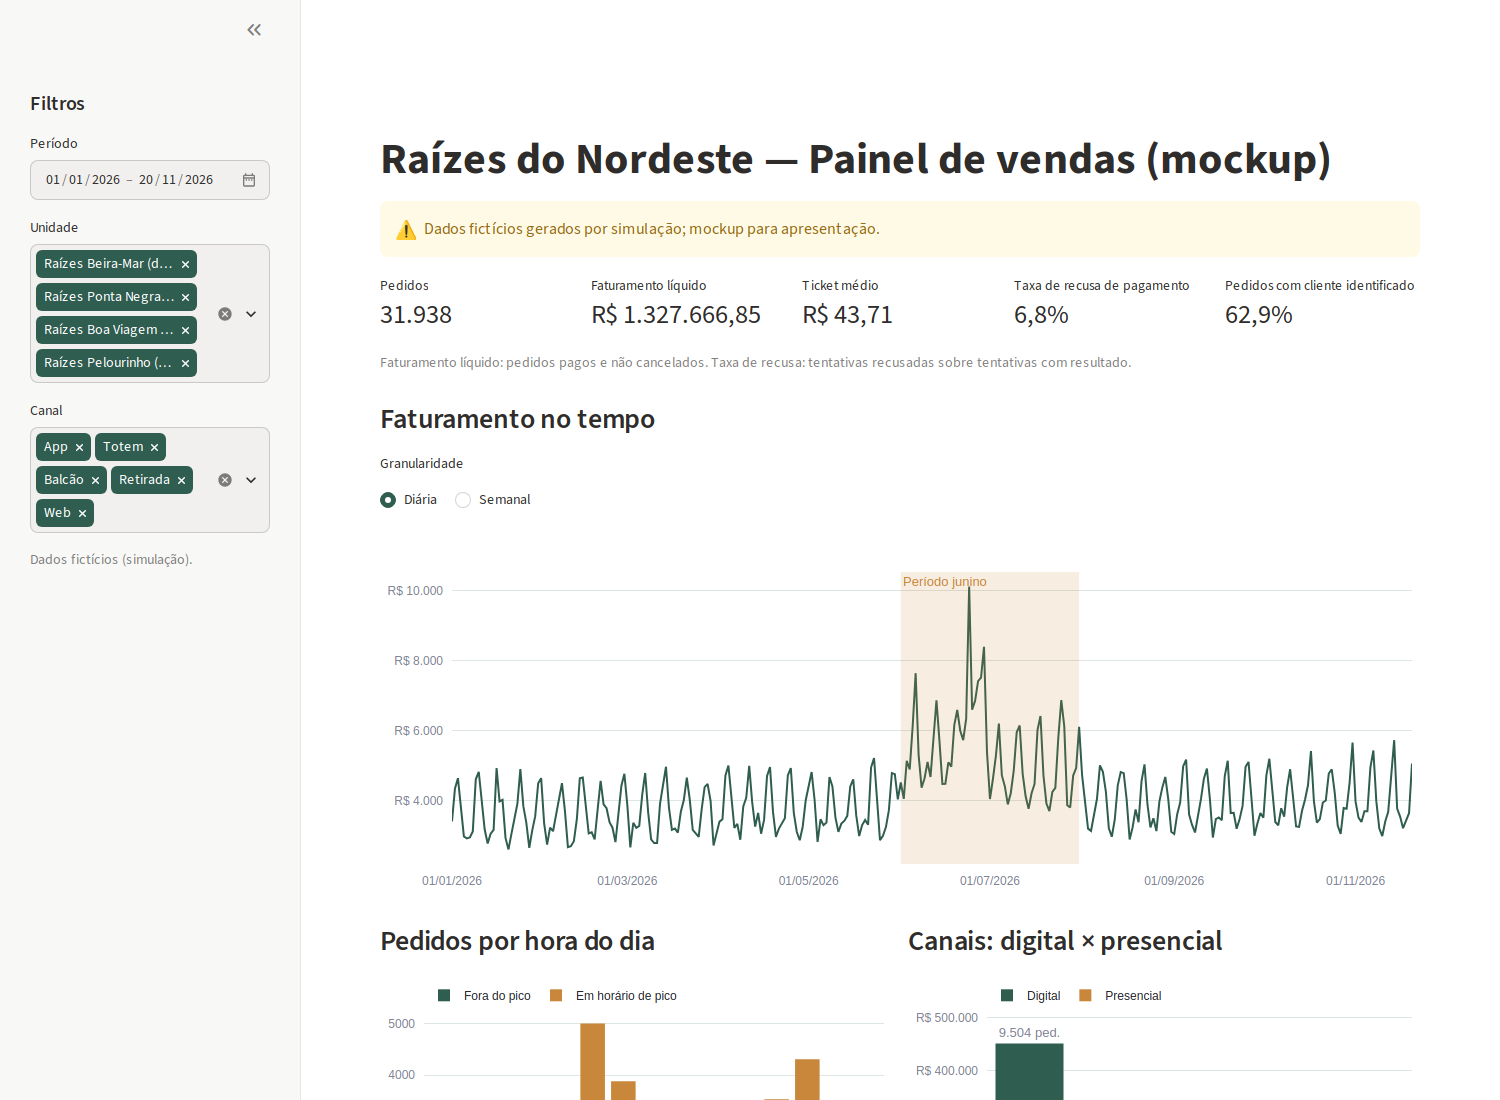 Filtros
Período
01 / 01 / 2026 – 20 / 11 / 2026
Unidade
Raízes Beira-Mar (d...
Raízes Ponta Negra...
Raízes Boa Viagem ...
Raízes Pelourinho (...
Canal
App
Totem
Balcão
Retirada
Web
Dados fictícios (simulação).
Raízes do Nordeste — Painel de vendas (mockup)
Dados fictícios gerados por simulação; mockup para apresentação.
Pedidos
31.938
Faturamento líquido
R$ 1.327.666,85
Ticket médio
R$ 43,71
Taxa de recusa de pagamento
6,8%
Pedidos com cliente identificado
62,9%
Faturamento líquido: pedidos pagos e não cancelados. Taxa de recusa: tentativas recusadas sobre tentativas com resultado.
Faturamento no tempo
Granularidade
Diária
Semanal
Período junino
R$ 10.000
R$ 8.000
R$ 6.000
R$ 4.000
01/01/2026
01/03/2026
01/05/2026
01/07/2026
01/09/2026
01/11/2026
Pedidos por hora do dia
Fora do pico
Em horário de pico
5000
4000
Canais: digital × presencial
Digital
Presencial
R$ 500.000
9.504 ped.
R$ 400.000